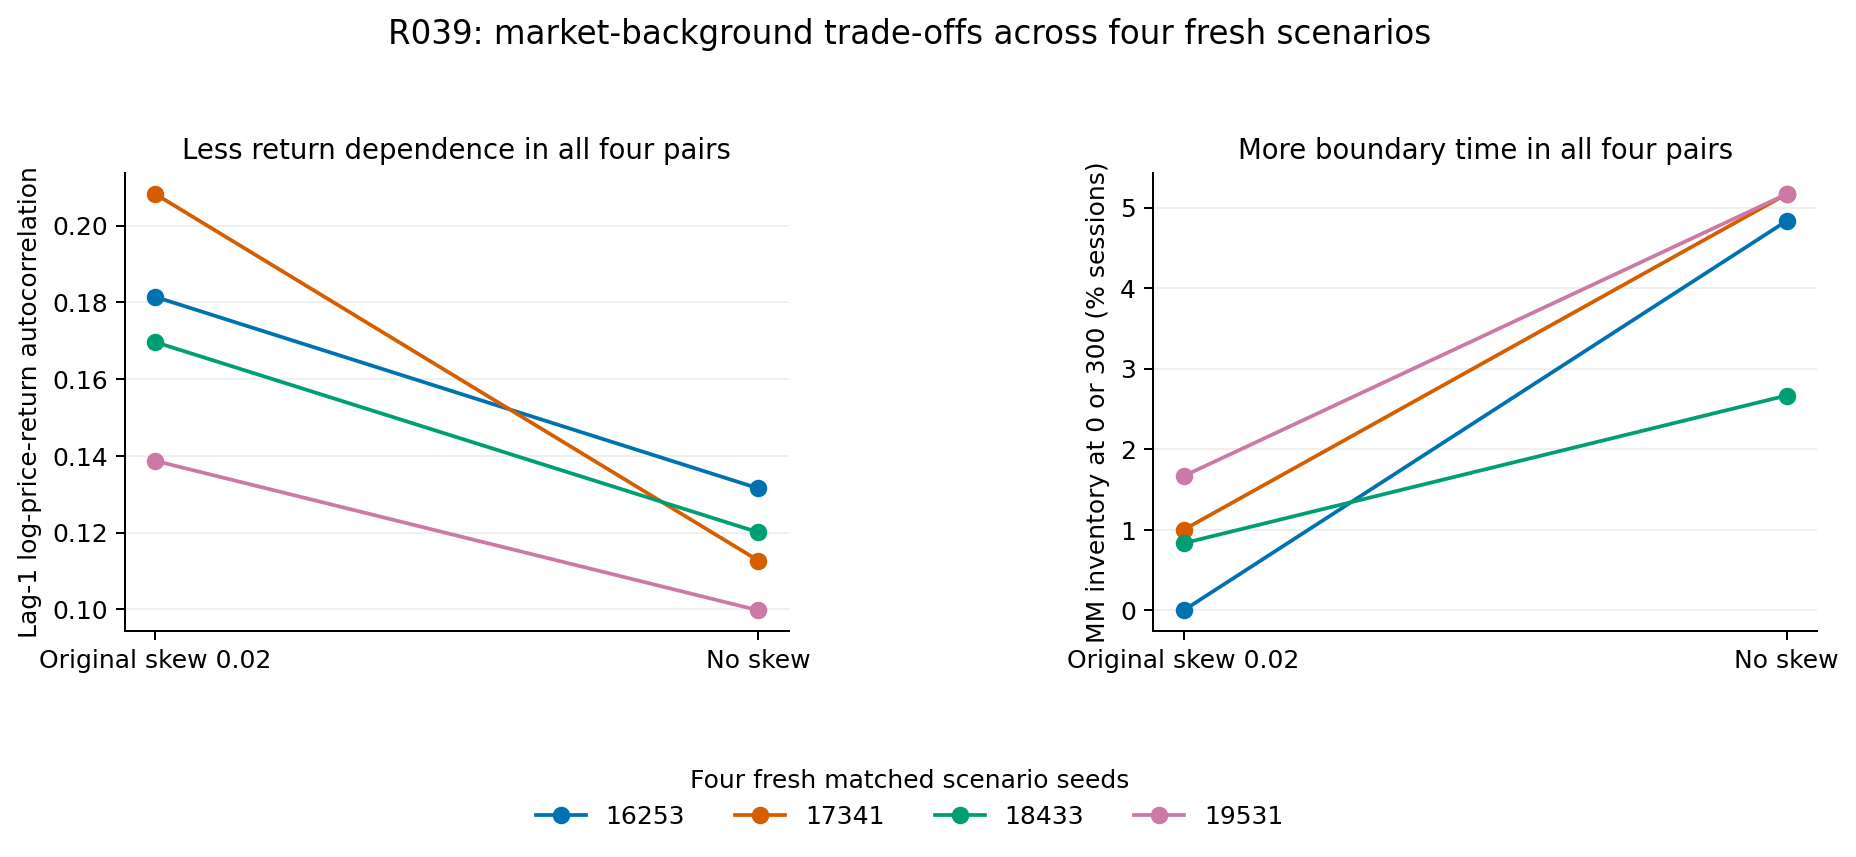 R039: market-background trade-offs across four fresh scenarios
Less return dependence in all four pairs
Lag-1 log-price-return autocorrelation
0.20
0.18
0.16
0.14
0.12
0.10
Original skew 0.02
No skew
More boundary time in all four pairs
MM inventory at 0 or 300 (% sessions)
5
4
3
2
1
0
Original skew 0.02
No skew
Four fresh matched scenario seeds
16253
17341
18433
19531